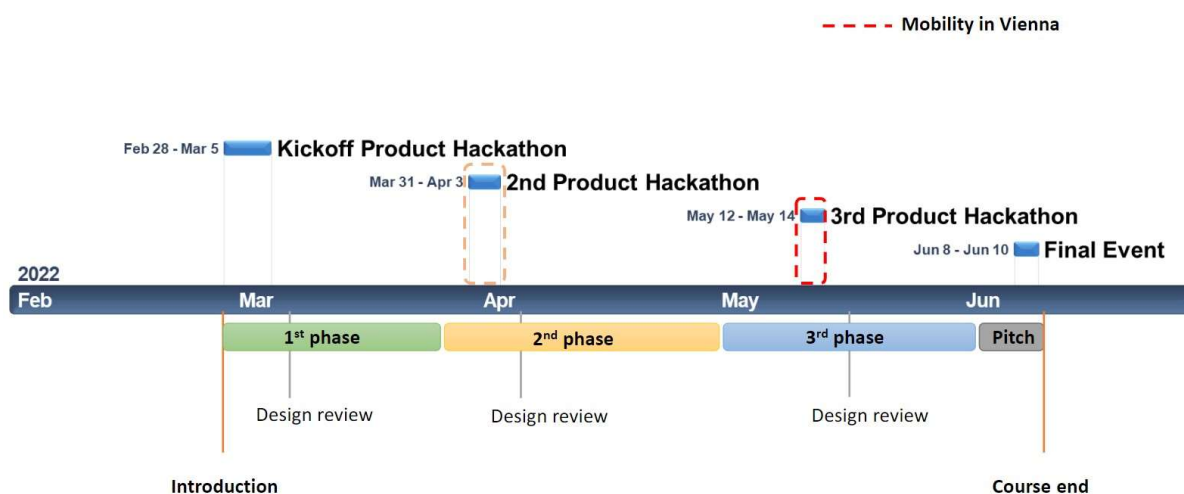 Mobility in Vienna
Feb 28 - Mar 5 Kickoff Product Hackathon
Mar 31 - Apr 3 2nd Product Hackathon
May 12 - May 14 3rd Product Hackathon
Jun 8 - Jun 10 Final Event
2022
Feb Mar Apr May Jun
1st phase 2nd phase 3rd phase Pitch
Design review Design review Design review
Introduction Course end